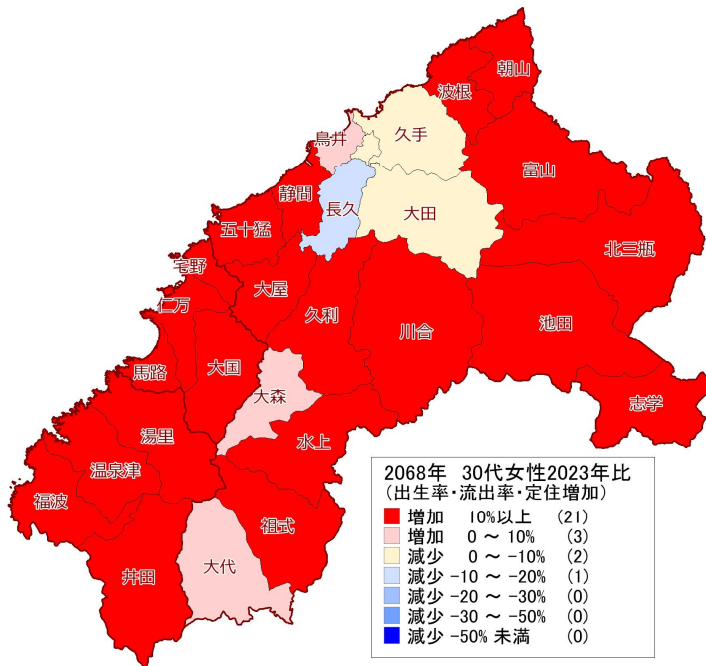 朝山
波根
鳥井
久手
富山
静間
長久
大田
五十猛
北三瓶
宅野
大屋
仁万
久利
川合
池田
馬路
大国
大森
志学
湯里
水上
温泉津
福波
祖式
大代
井田
2068年 30代女性2023年比
(出生率・流出率・定住増加)
増加 10%以上 (21)
増加 0 ～ 10% (3)
減少 0 ～ -10% (2)
減少 -10 ～ -20% (1)
減少 -20 ～ -30% (0)
減少 -30 ～ -50% (0)
減少 -50% 未満 (0)